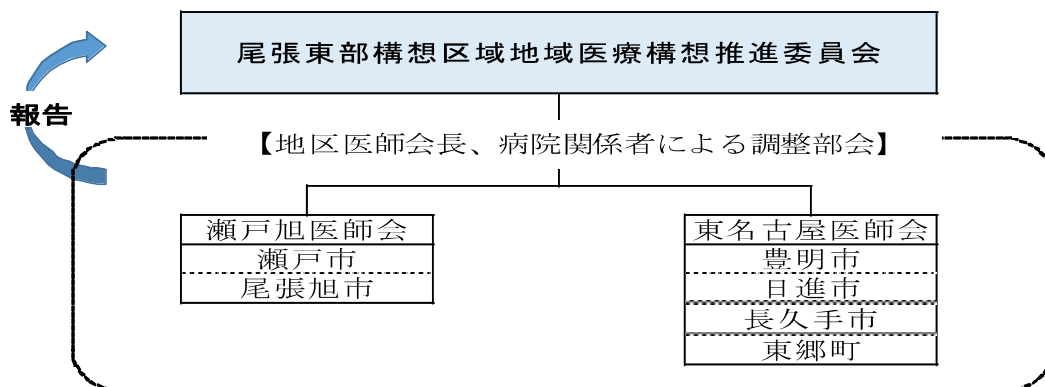 尾張東部構想区域地域医療構想推進委員会
報告
【地区医師会長、病院関係者による調整部会】
瀬戸旭医師会
瀬戸市
尾張旭市
東名古屋医師会
豊明市
日進市
長久手市
東郷町